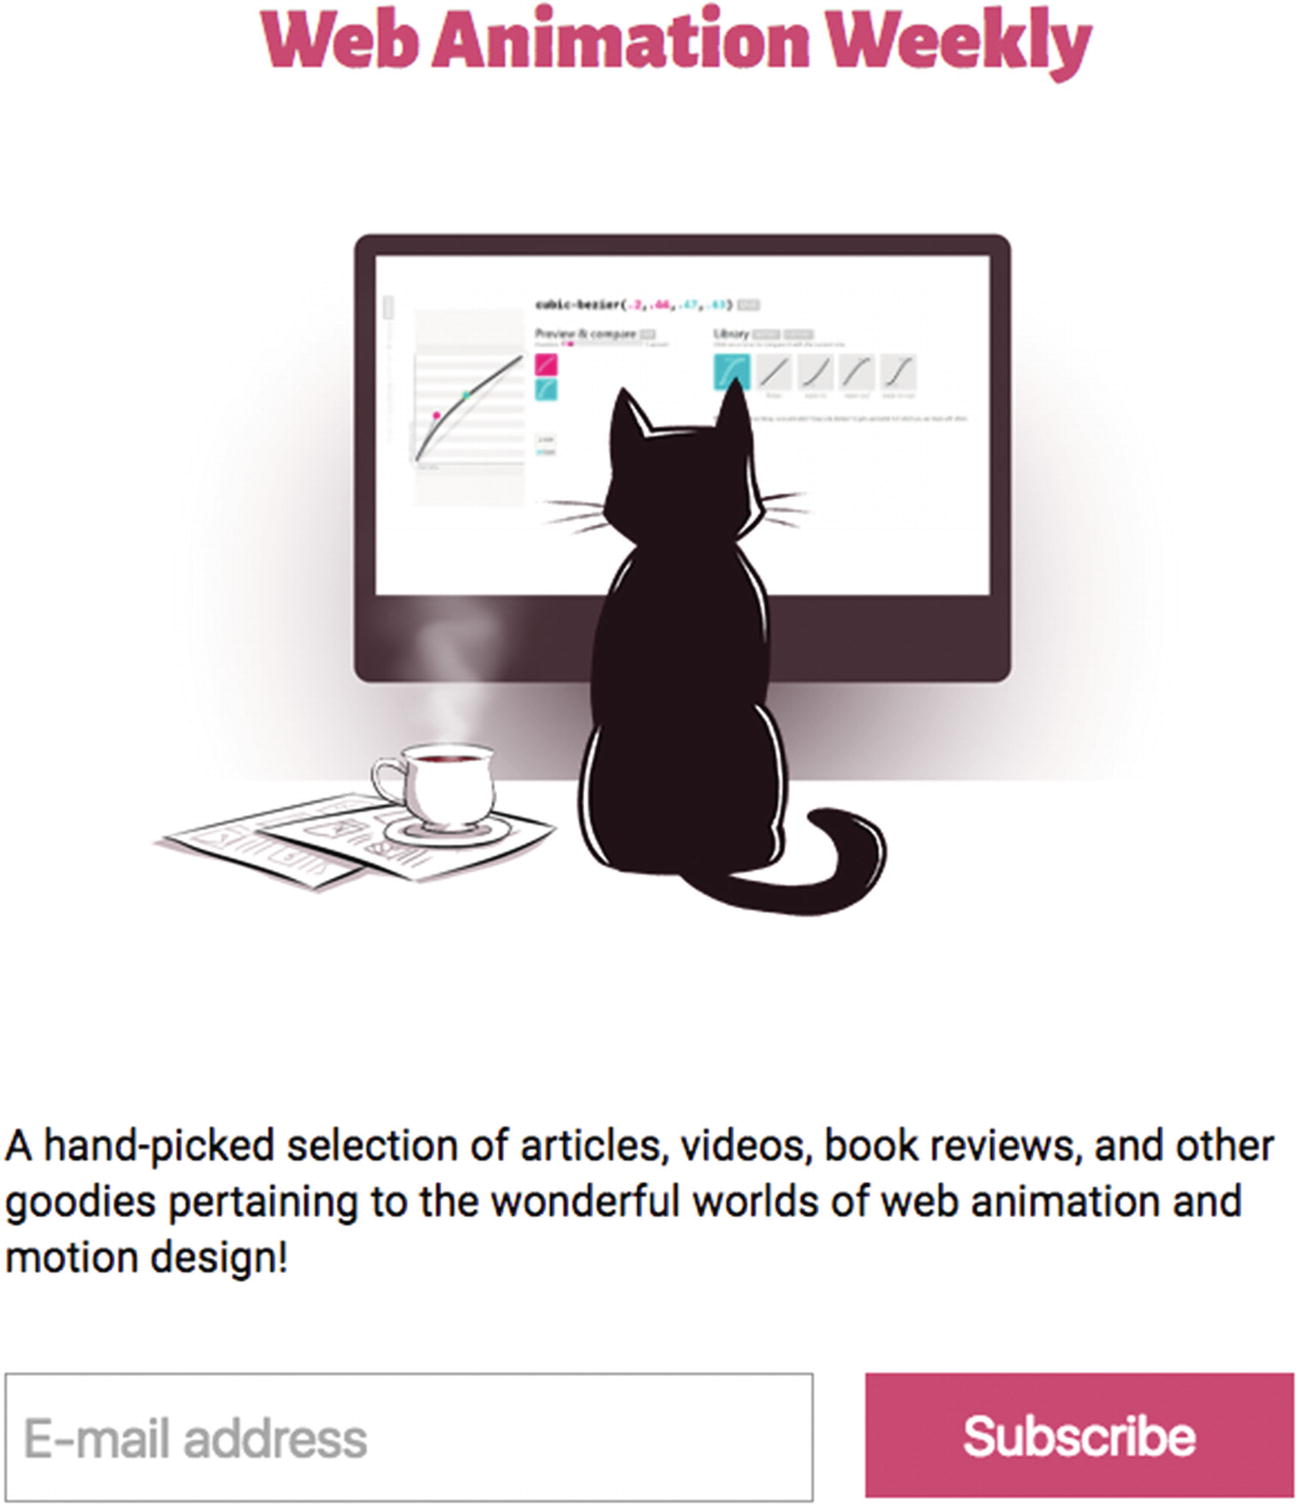 Web Animation Weekly
cubic-bezier(.2,.66,.47,.83)
Preview & compare
Library
A hand-picked selection of articles, videos, book reviews, and other
goodies pertaining to the wonderful worlds of web animation and
motion design!
E-mail address
Subscribe